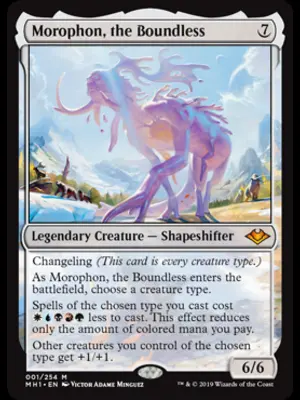 Morophon, the Boundless 7
Legendary Creature — Shapeshifter
Changeling (This card is every creature type.)
As Morophon, the Boundless enters the
battlefield, choose a creature type.
Spells of the chosen type you cast cost
less to cast. This effect reduces
only the amount of colored mana you pay.
Other creatures you control of the chosen
type get +1/+1.
6/6
001/254 M
MH1 • EN Victor Adame Minguez
™ & © 2019 Wizards of the Coast